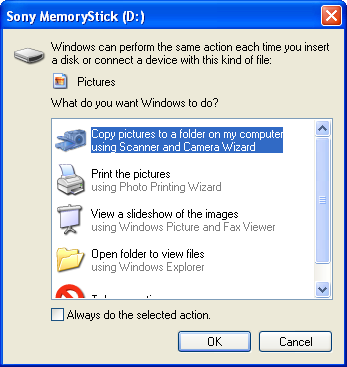 Sony MemoryStick (D:)
Windows can perform the same action each time you insert
a disk or connect a device with this kind of file:
Pictures
What do you want Windows to do?
Copy pictures to a folder on my computer
using Scanner and Camera Wizard
Print the pictures
using Photo Printing Wizard
View a slideshow of the images
using Windows Picture and Fax Viewer
Open folder to view files
using Windows Explorer
Always do the selected action.
OK
Cancel